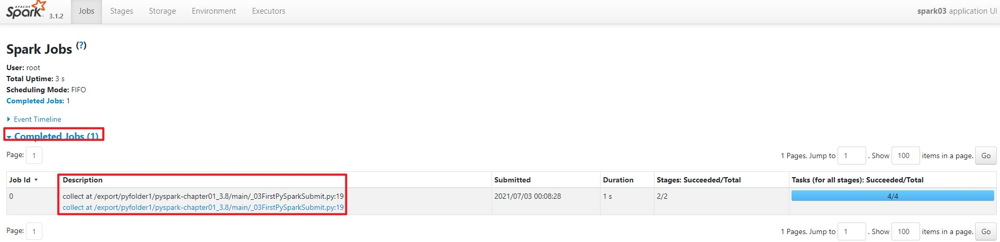 APACHE
Spark 3.1.2 Jobs Stages Storage Environment Executors spark03 application UI
Spark Jobs (?)
User: root
Total Uptime: 3 s
Scheduling Mode: FIFO
Completed Jobs: 1
Event Timeline
Completed Jobs (1)
Page: 1 1 Pages. Jump to 1 . Show 100 items in a page. Go
Job Id Description Submitted Duration Stages: Succeeded/Total Tasks (for all stages): Succeeded/Total
0 collect at /export/pyfolder1/pyspark-chapter01_3.8/main/_03FirstPySparkSubmit.py:19 2021/07/03 00:08:28 1 s 2/2 4/4
collect at /export/pyfolder1/pyspark-chapter01_3.8/main/_03FirstPySparkSubmit.py:19
Page: 1 1 Pages. Jump to 1 . Show 100 items in a page. Go